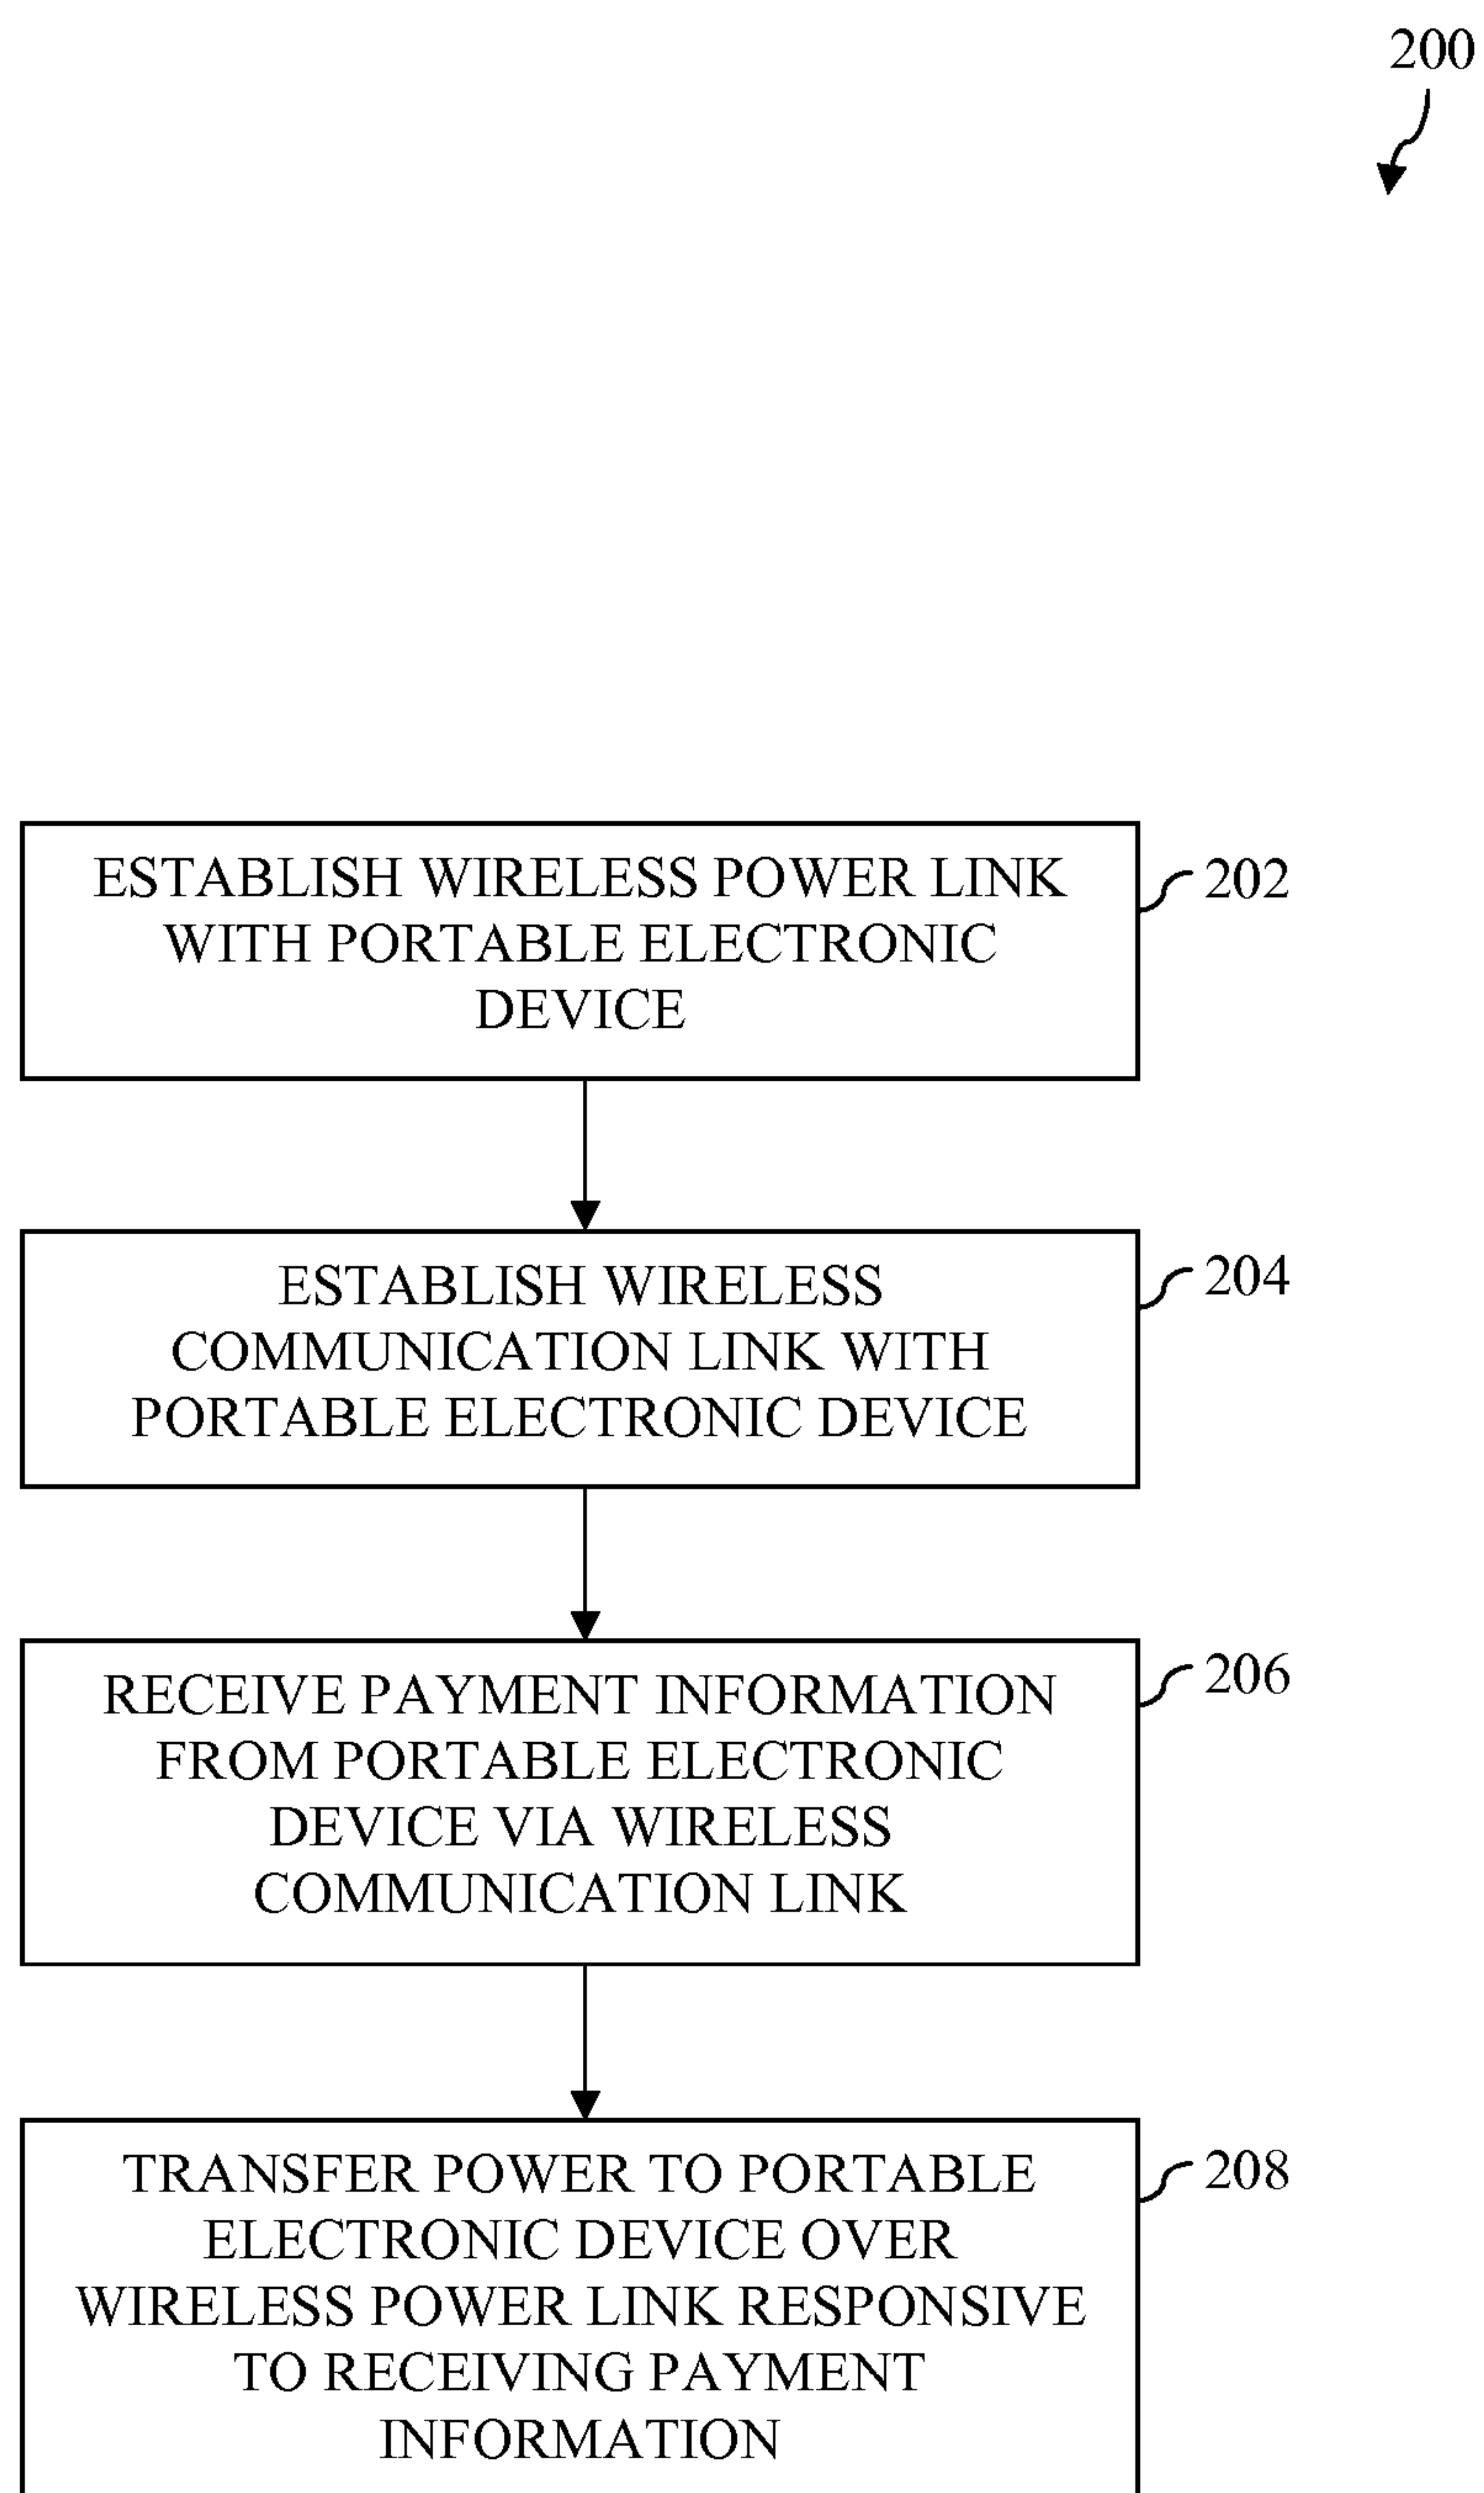 200
ESTABLISH WIRELESS POWER LINK
WITH PORTABLE ELECTRONIC
DEVICE
202
ESTABLISH WIRELESS
COMMUNICATION LINK WITH
PORTABLE ELECTRONIC DEVICE
204
RECEIVE PAYMENT INFORMATION
FROM PORTABLE ELECTRONIC
DEVICE VIA WIRELESS
COMMUNICATION LINK
206
TRANSFER POWER TO PORTABLE
ELECTRONIC DEVICE OVER
WIRELESS POWER LINK RESPONSIVE
TO RECEIVING PAYMENT
INFORMATION
208